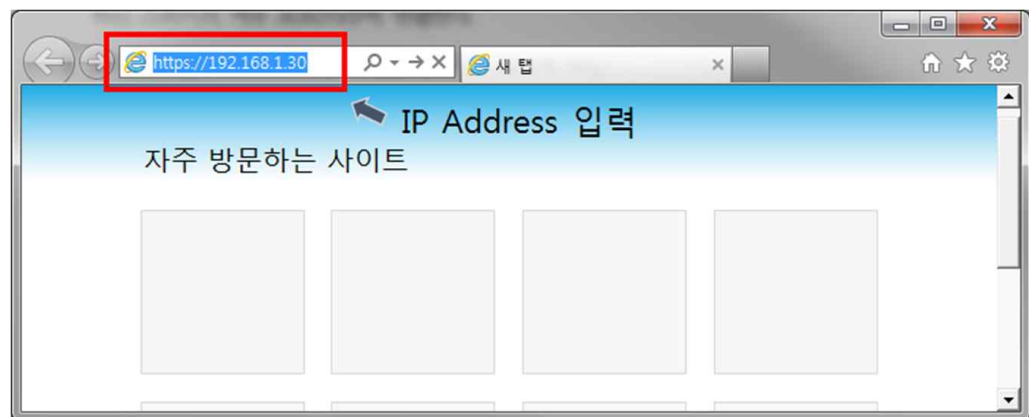 https://192.168.1.30
새 탭
IP Address 입력
자주 방문하는 사이트